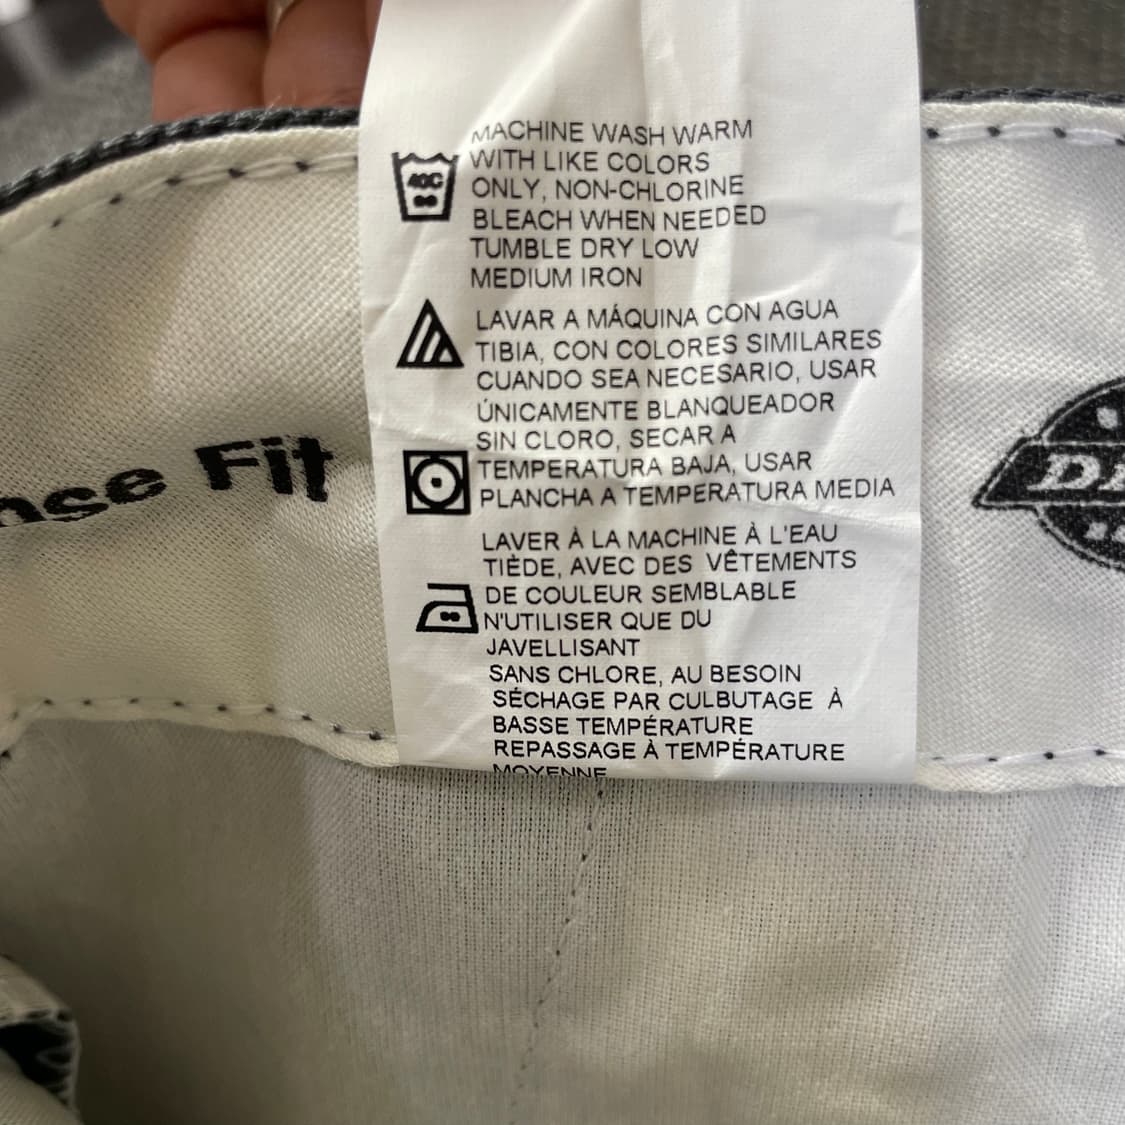 MACHINE WASH WARM
WITH LIKE COLORS
ONLY, NON-CHLORINE
BLEACH WHEN NEEDED
TUMBLE DRY LOW
MEDIUM IRON
40C
LAVAR A MÁQUINA CON AGUA
TIBIA, CON COLORES SIMILARES
CUANDO SEA NECESARIO, USAR
ÚNICAMENTE BLANQUEADOR
SIN CLORO, SECAR A
TEMPERATURA BAJA, USAR
PLANCHA A TEMPERATURA MEDIA
LAVER À LA MACHINE À L'EAU
TIÈDE, AVEC DES VÊTEMENTS
DE COULEUR SEMBLABLE
N'UTILISER QUE DU
JAVELLISANT
SANS CHLORE, AU BESOIN
SÉCHAGE PAR CULBUTAGE À
BASSE TEMPÉRATURE
REPASSAGE À TEMPÉRATURE
MOYENNE
Fit